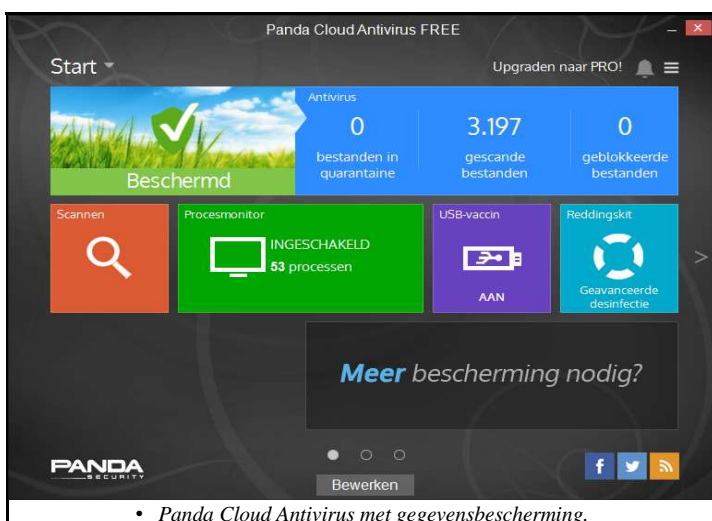 Panda Cloud Antivirus FREE
Start
Upgraden naar PRO!
Beschermd
Antivirus
0
bestanden in
quarantaine
3.197
gescande
bestanden
0
geblokkeerde
bestanden
Scannen
Procesmonitor
INGESCHAKELD
53 processen
USB-vaccin
AAN
Reddingskit
Geavanceerde
desinfectie
Meer bescherming nodig?
PANDA
SECURITY
Bewerken
• Panda Cloud Antivirus met gegevensbescherming.